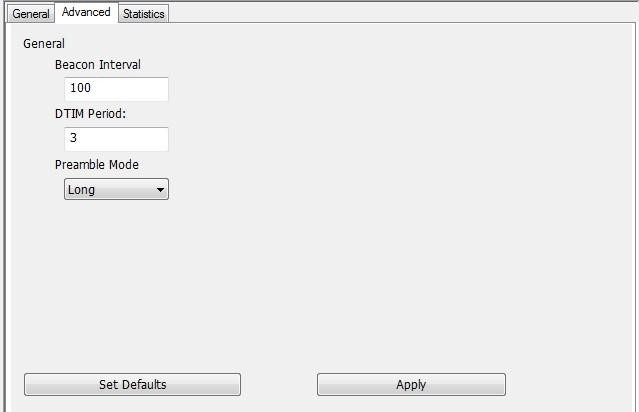 General Advanced Statistics
General
Beacon Interval
100
DTIM Period:
3
Preamble Mode
Long
Set Defaults Apply